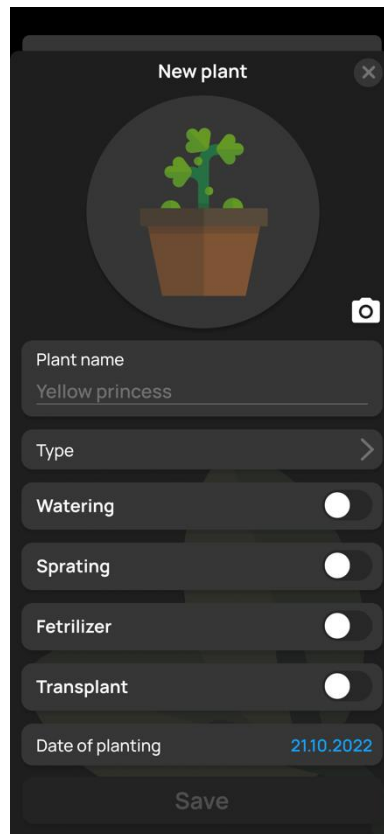 New plant
Plant name
Yellow princess
Type
Watering
Sprating
Fetrilizer
Transplant
Date of planting 21.10.2022
Save